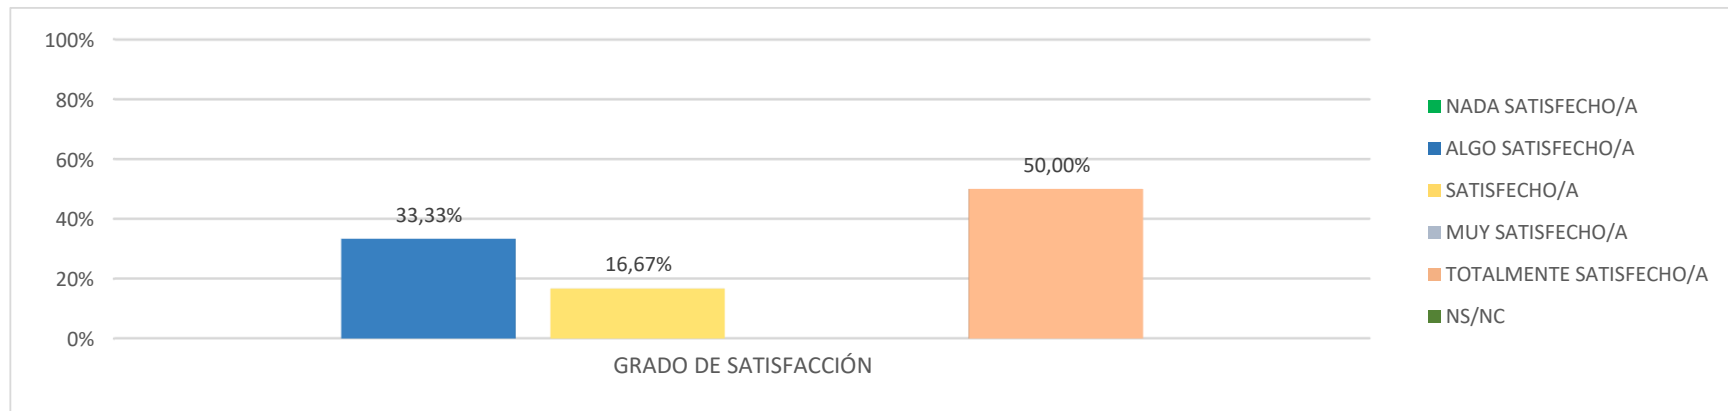 100%
80%
60%
40%
20%
0%
33,33%
16,67%
50,00%
GRADO DE SATISFACCIÓN
NADA SATISFECHO/A
ALGO SATISFECHO/A
SATISFECHO/A
MUY SATISFECHO/A
TOTALMENTE SATISFECHO/A
NS/NC